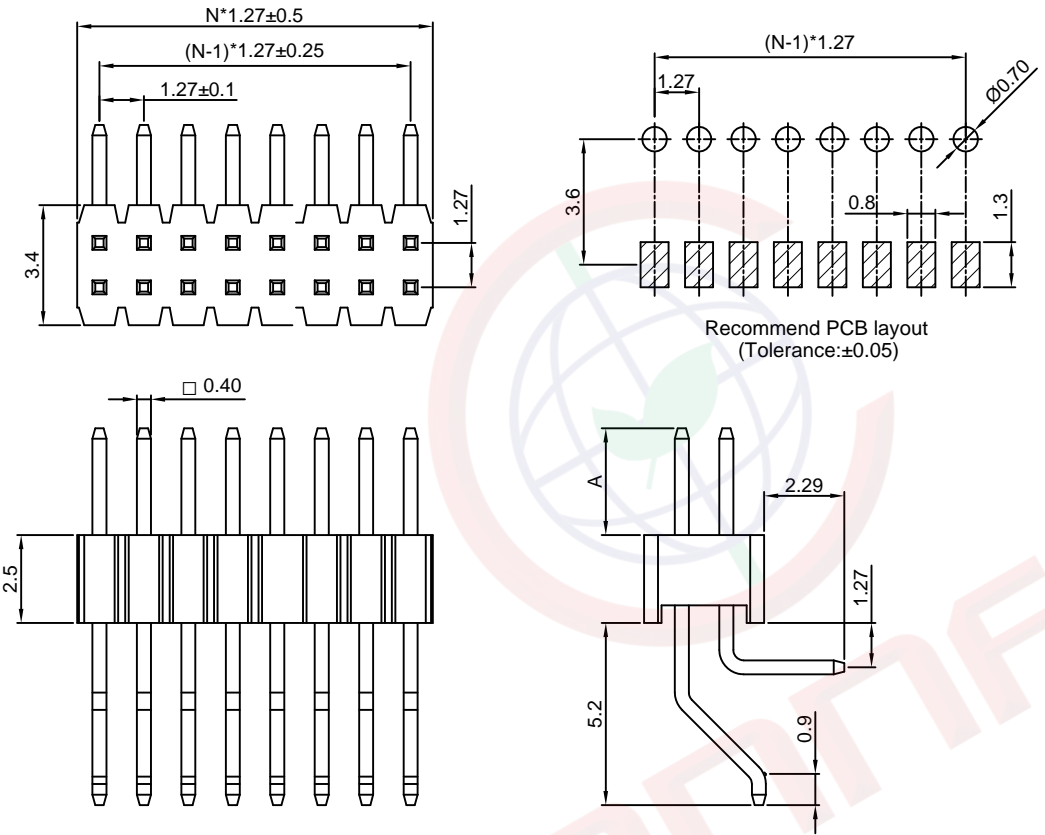 N*1.27±0.5
(N-1)*1.27±0.25
1.27±0.1
3.4
1.27
(N-1)*1.27
1.27
Ø0.70
3.6
0.8
1.3
Recommend PCB layout
(Tolerance:±0.05)
□ 0.40
2.5
A
2.29
1.27
5.2
0.9